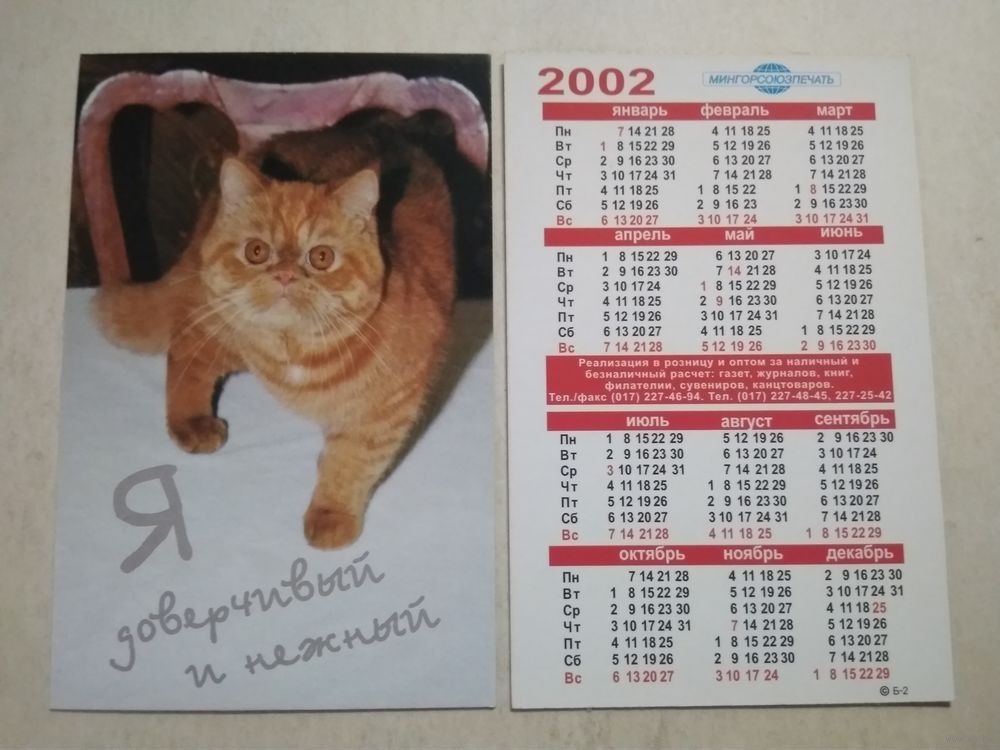 Я
доверчивый
и нежный
2002 МИНГОРСОЮЗПЕЧАТЬ
январь февраль март
Пн 7 14 21 28 4 11 18 25 4 11 18 25
Вт 1 8 15 22 29 5 12 19 26 5 12 19 26
Ср 2 9 16 23 30 6 13 20 27 6 13 20 27
Чт 3 10 17 24 31 7 14 21 28 7 14 21 28
Пт 4 11 18 25 1 8 15 22 1 8 15 22 29
Сб 5 12 19 26 2 9 16 23 2 9 16 23 30
Вс 6 13 20 27 3 10 17 24 3 10 17 24 31
апрель май июнь
Пн 1 8 15 22 29 6 13 20 27 3 10 17 24
Вт 2 9 16 23 30 7 14 21 28 4 11 18 25
Ср 3 10 17 24 1 8 15 22 29 5 12 19 26
Чт 4 11 18 25 2 9 16 23 30 6 13 20 27
Пт 5 12 19 26 3 10 17 24 31 7 14 21 28
Сб 6 13 20 27 4 11 18 25 1 8 15 22 29
Вс 7 14 21 28 5 12 19 26 2 9 16 23 30
Реализация в розницу и оптом за наличный и
безналичный расчет: газет, журналов, книг,
филателии, сувениров, канцтоваров.
Тел./факс (017) 227-46-94. Тел. (017) 227-48-45, 227-25-42
июль август сентябрь
Пн 1 8 15 22 29 5 12 19 26 2 9 16 23 30
Вт 2 9 16 23 30 6 13 20 27 3 10 17 24
Ср 3 10 17 24 31 7 14 21 28 4 11 18 25
Чт 4 11 18 25 1 8 15 22 29 5 12 19 26
Пт 5 12 19 26 2 9 16 23 30 6 13 20 27
Сб 6 13 20 27 3 10 17 24 31 7 14 21 28
Вс 7 14 21 28 4 11 18 25 1 8 15 22 29
октябрь ноябрь декабрь
Пн 7 14 21 28 4 11 18 25 2 9 16 23 30
Вт 1 8 15 22 29 5 12 19 26 3 10 17 24 31
Ср 2 9 16 23 30 6 13 20 27 4 11 18 25
Чт 3 10 17 24 31 7 14 21 28 5 12 19 26
Пт 4 11 18 25 1 8 15 22 29 6 13 20 27
Сб 5 12 19 26 2 9 16 23 30 7 14 21 28
Вс 6 13 20 27 3 10 17 24 1 8 15 22 29
© Б-2